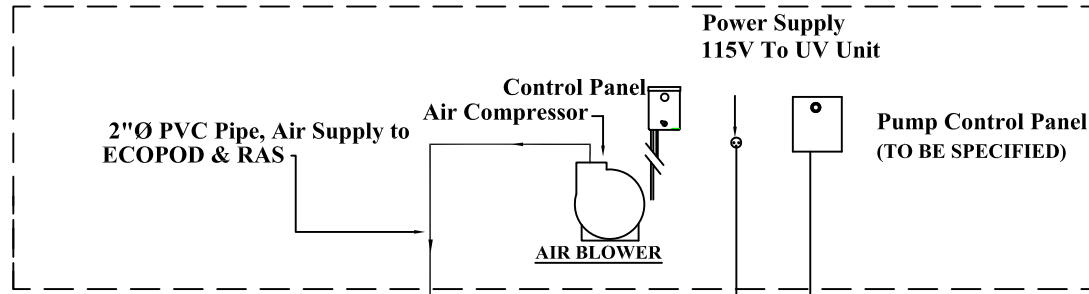 Power Supply
115V To UV Unit
Control Panel
Air Compressor
2"Ø PVC Pipe, Air Supply to
ECOPOD & RAS
Pump Control Panel
(TO BE SPECIFIED)
AIR BLOWER